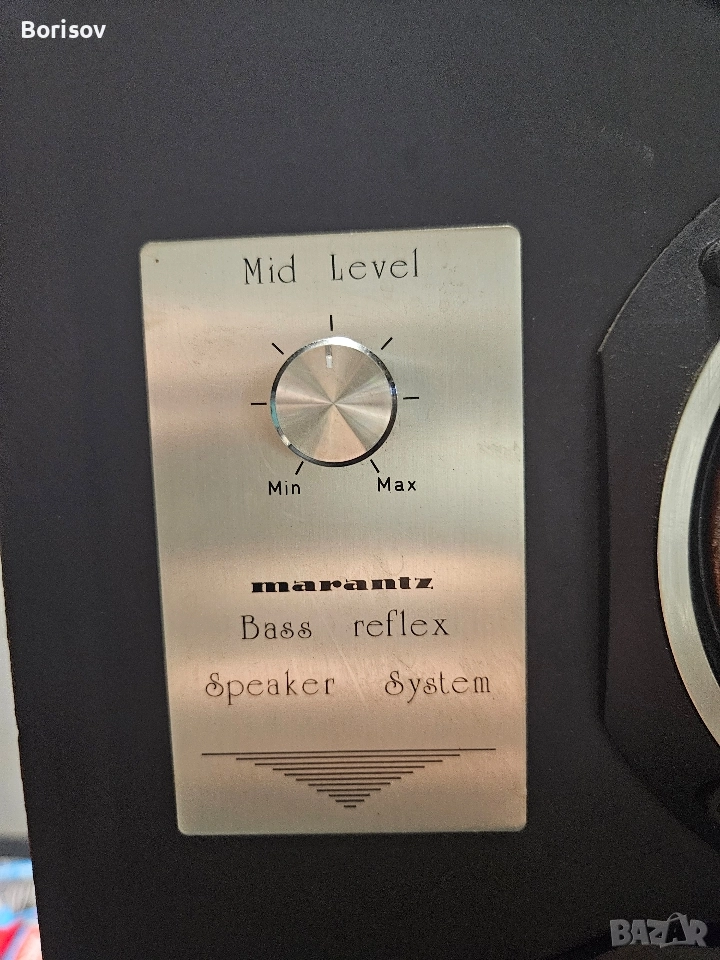 Borisov
Mid Level
Min Max
marantz
Bass reflex
Speaker System
BAZAR